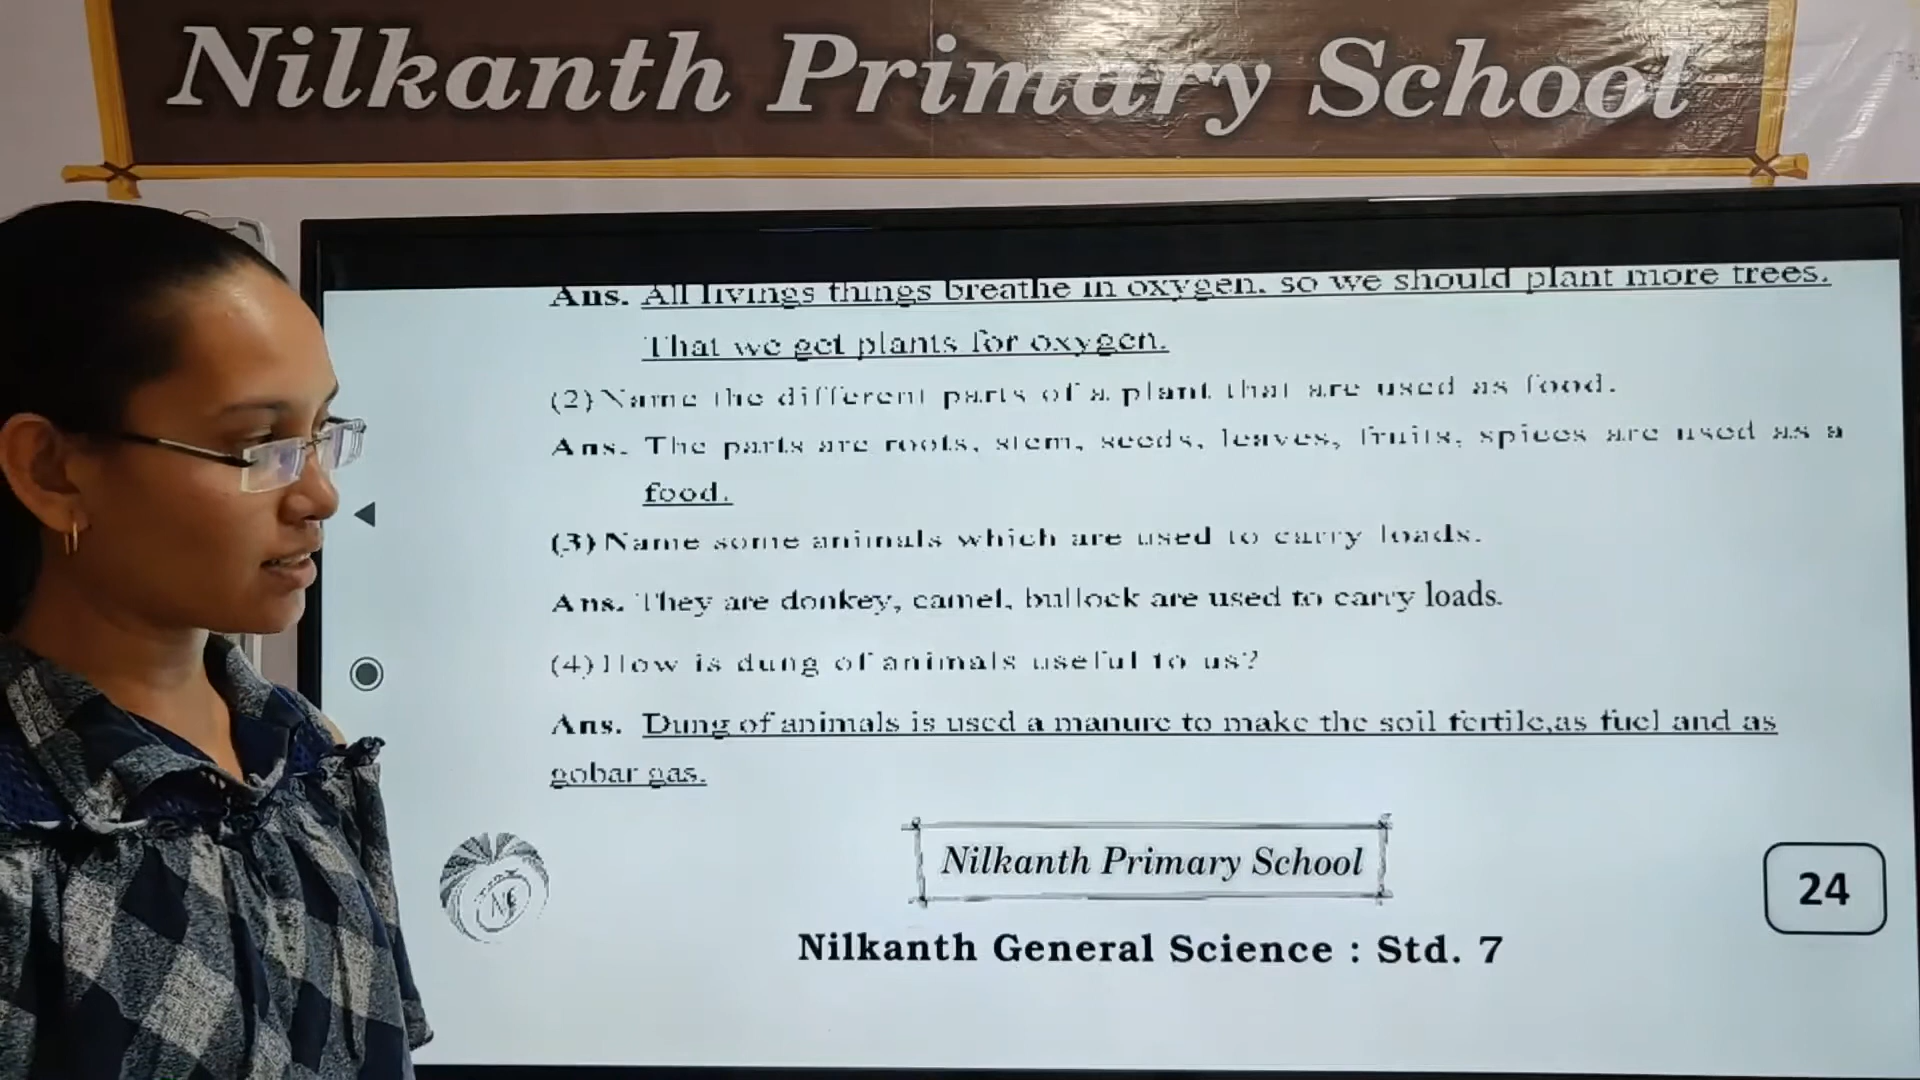 Nilkanth Primary School
Ans. All livings things breathe in oxygen. so we should plant more trees.
That we get plants for oxygen.
(2) Name the different parts of a plant that are used as food.
Ans. The parts are roots, stem, seeds, leaves, fruits, spices are used as a
food.
(3) Name some animals which are used to carry loads.
Ans. They are donkey, camel, bullock are used to carry loads.
(4) How is dung of animals useful to us?
Ans. Dung of animals is used a manure to make the soil fertile,as fuel and as
gobar gas.
Nilkanth Primary School
24
Nilkanth General Science : Std. 7